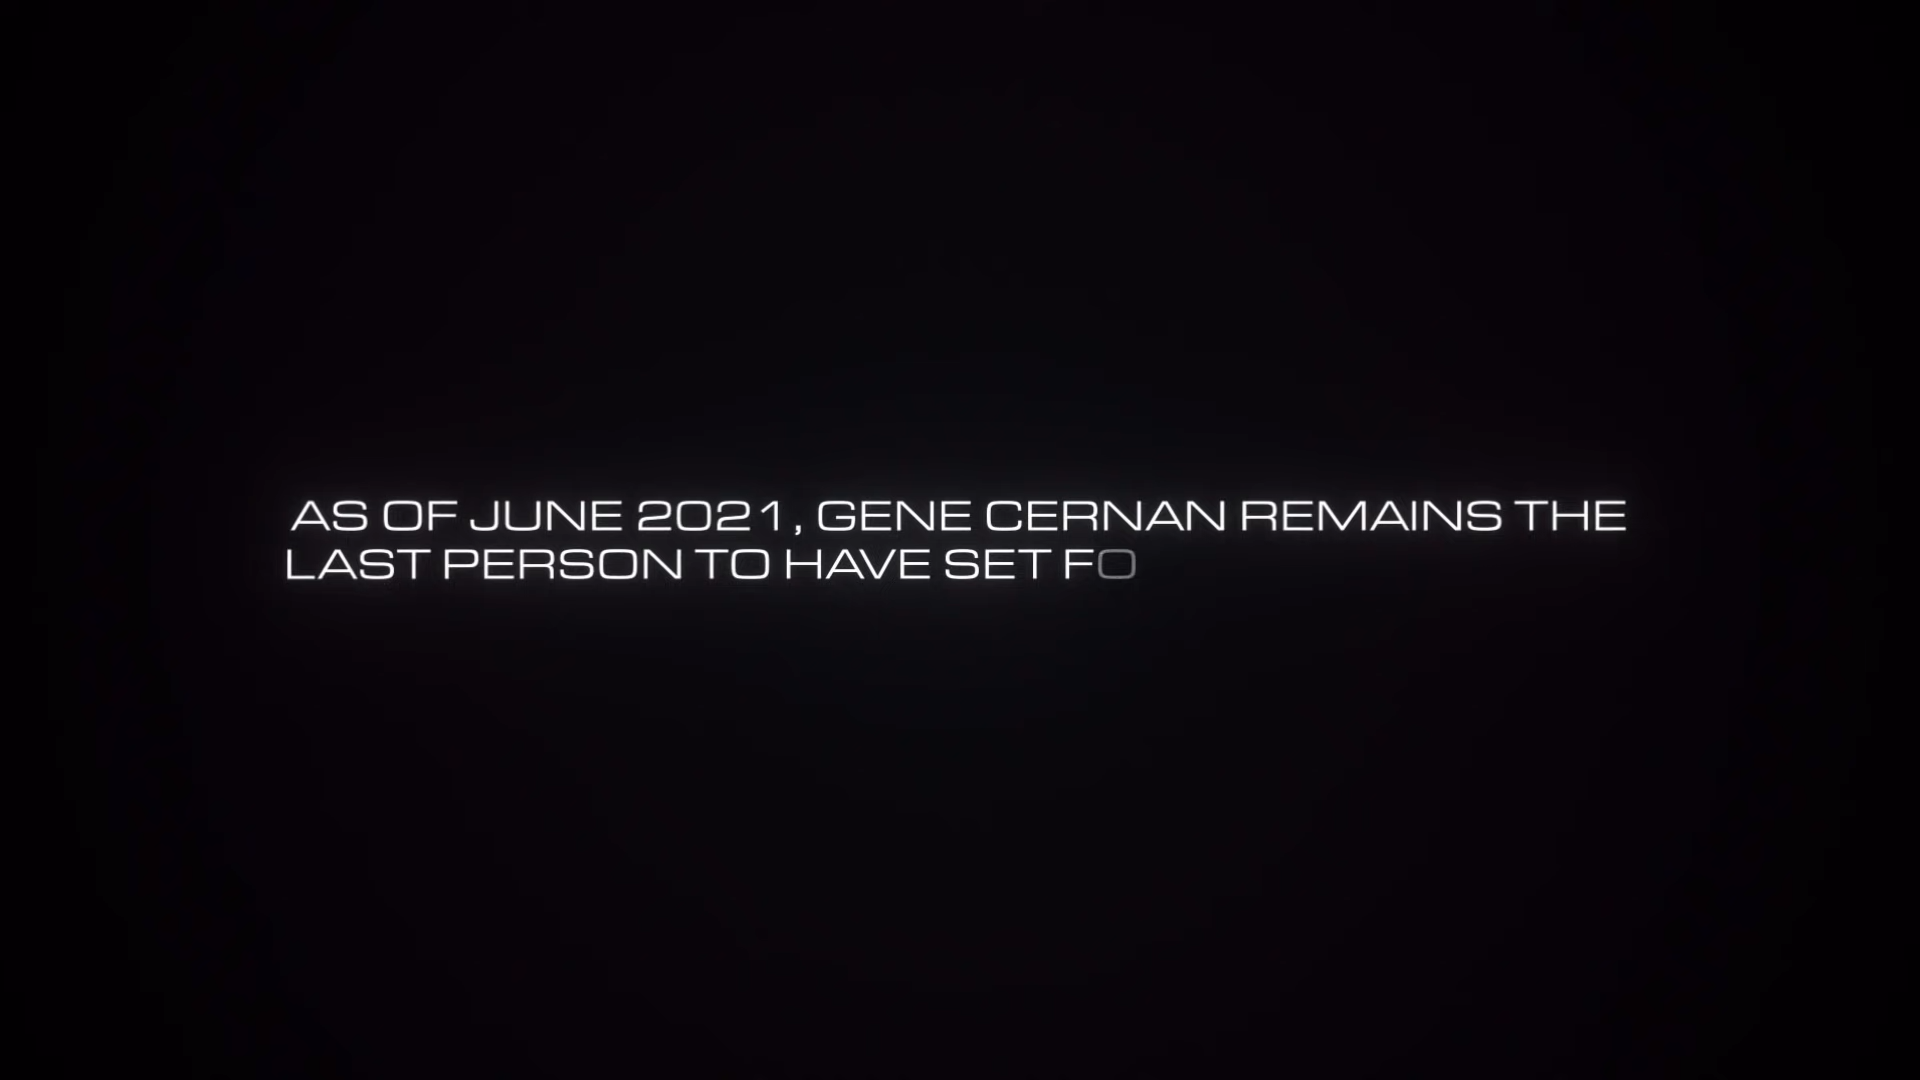 AS OF JUNE 2021, GENE CERNAN REMAINS THE
LAST PERSON TO HAVE SET FO